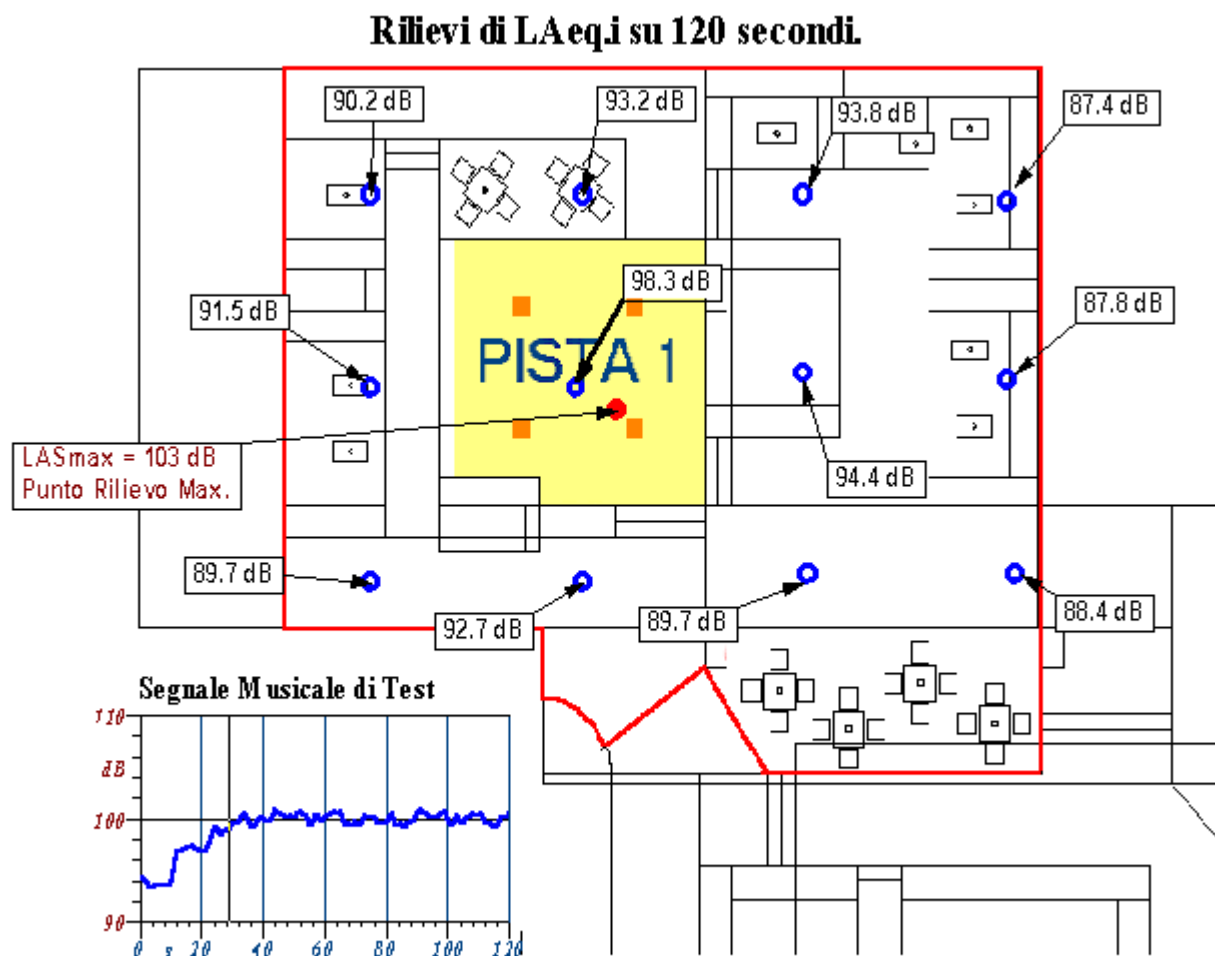 Rilievi di LAeq,i su 120 secondi.
90.2 dB
93.2 dB
93.8 dB
87.4 dB
98.3 dB
91.5 dB
87.8 dB
PISTA 1
LASmax = 103 dB
Punto Rilievo Max.
94.4 dB
89.7 dB
92.7 dB
89.7 dB
88.4 dB
Segnale Musicale di Test
110
dB
100
90
0 s 20 40 60 80 100 120